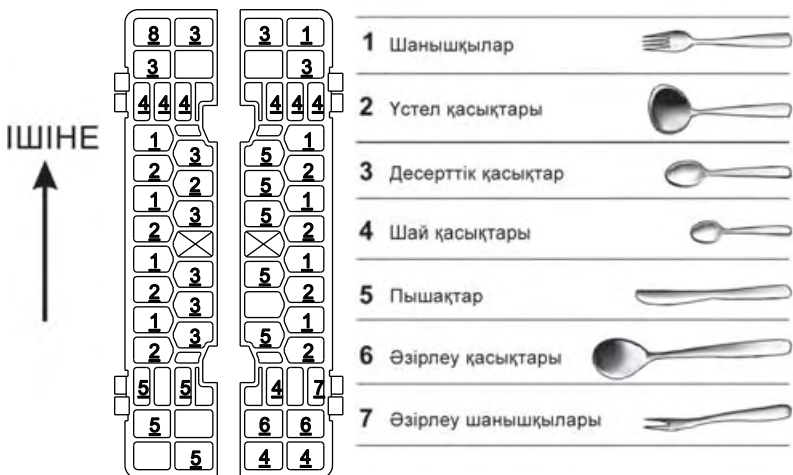 8 3 3 1
3 3
4 4 4 4 4 4
ІШІНЕ
1 1
3 5
2 2
2 5
1 1
3 5
2 2
1 1
3 5
2 2
3
1 1
3 5
2 2
5 5 4 7
5 6 6
5 4 4
1 Шанышқылар
2 Үстел қасықтары
3 Десерттік қасықтар
4 Шай қасықтары
5 Пышақтар
6 Әзірлеу қасықтары
7 Әзірлеу шанышқылары